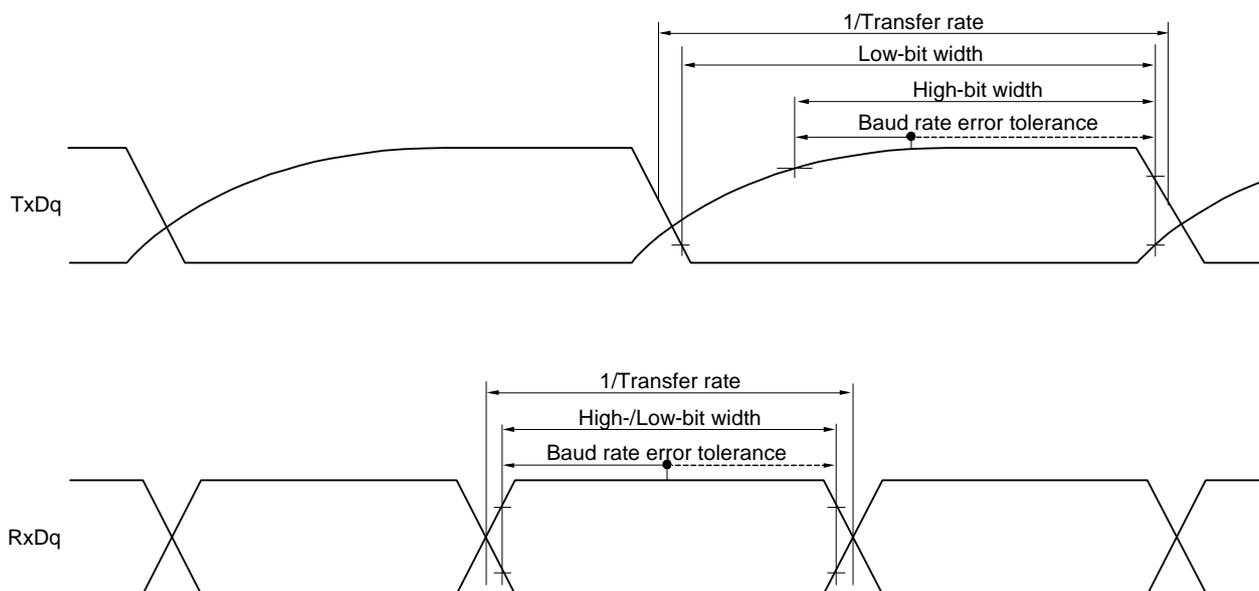 1/Transfer rate
Low-bit width
High-bit width
Baud rate error tolerance
TxDq
1/Transfer rate
High-/Low-bit width
Baud rate error tolerance
RxDq